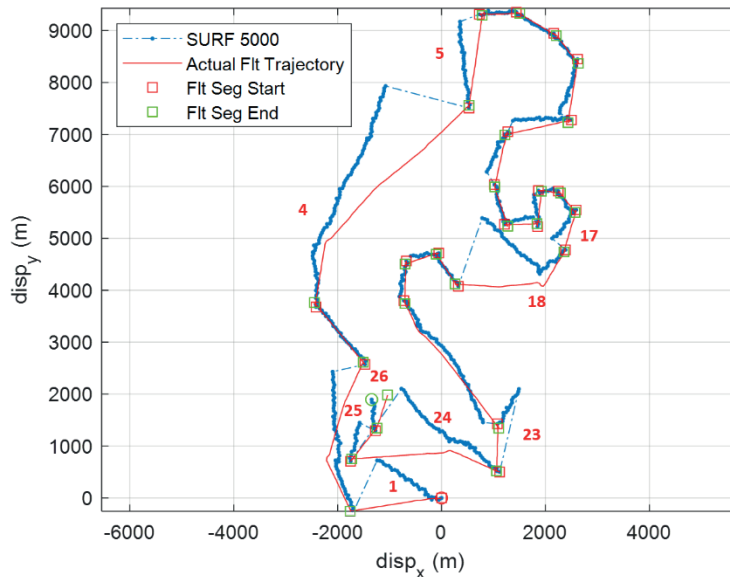 SURF 5000
Actual Flt Trajectory
Flt Seg Start
Flt Seg End
9000
8000
7000
6000
5000
4000
3000
2000
1000
0
disp_y (m)
5
4
17
18
26
25
24
23
1
-6000 -4000 -2000 0 2000 4000
disp_x (m)